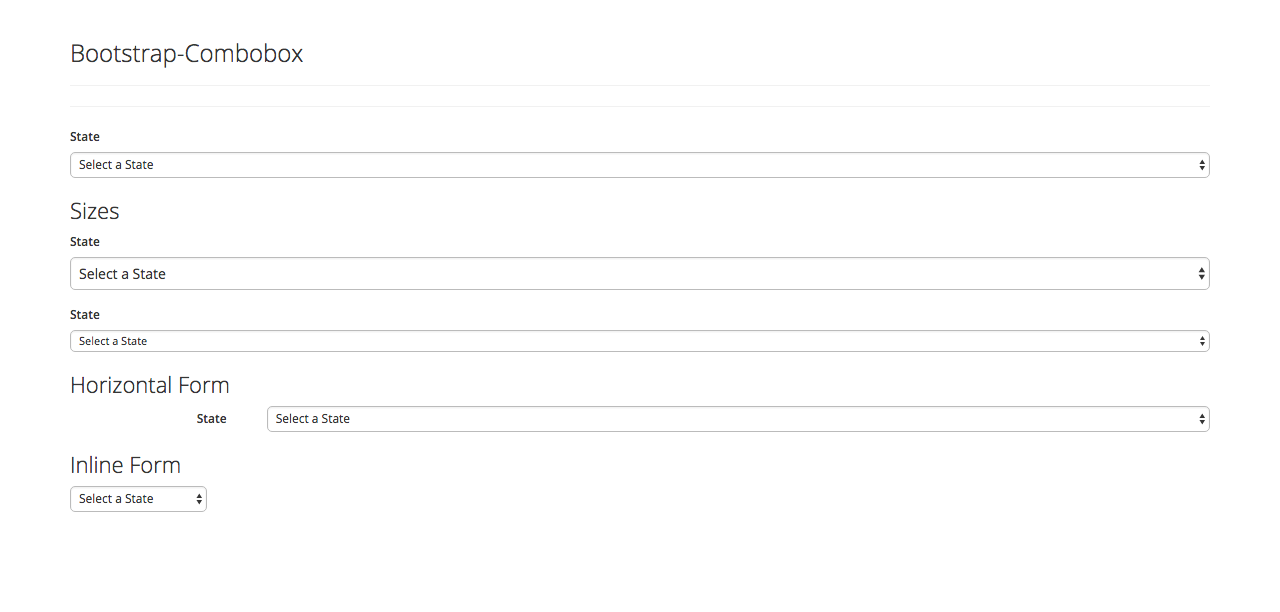 Bootstrap-Combobox
State
Select a State
Sizes
State
Select a State
State
Select a State
Horizontal Form
State Select a State
Inline Form
Select a State